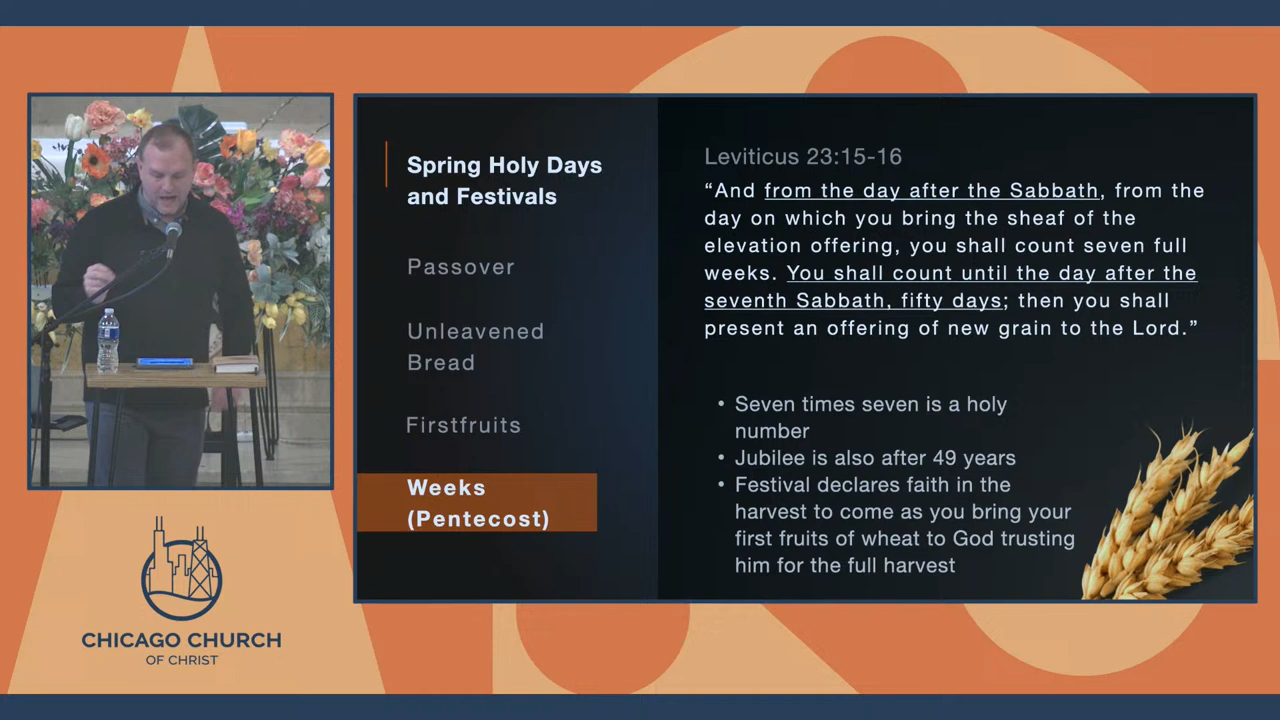 Spring Holy Days
and Festivals
Passover
Unleavened
Bread
Firstfruits
Weeks
(Pentecost)
Leviticus 23:15-16
“And from the day after the Sabbath, from the
day on which you bring the sheaf of the
elevation offering, you shall count seven full
weeks. You shall count until the day after the
seventh Sabbath, fifty days; then you shall
present an offering of new grain to the Lord.”
• Seven times seven is a holy
number
• Jubilee is also after 49 years
• Festival declares faith in the
harvest to come as you bring your
first fruits of wheat to God trusting
him for the full harvest
CHICAGO CHURCH
OF CHRIST